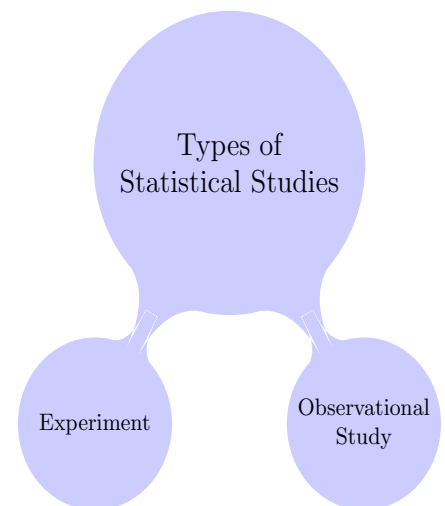 Types of
Statistical Studies
Experiment
Observational
Study